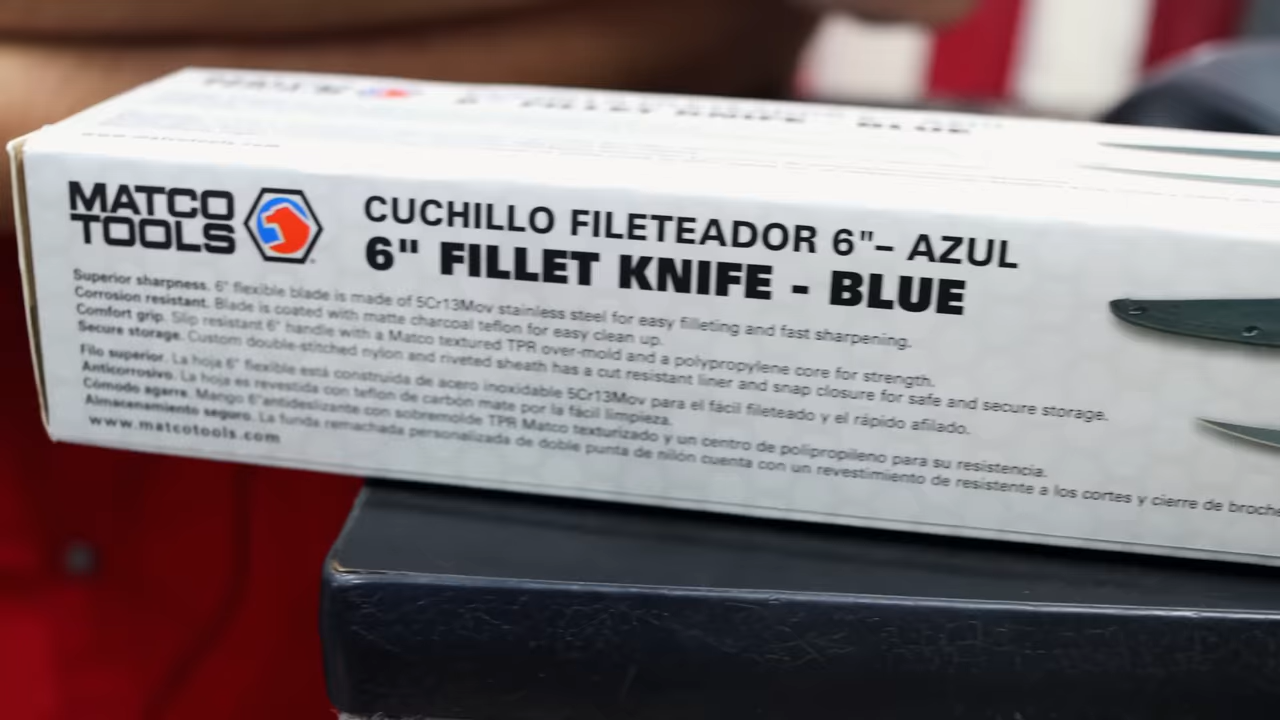 MATCO
TOOLS
CUCHILLO FILETEADOR 6"– AZUL
6" FILLET KNIFE - BLUE
Superior sharpness. 6" flexible blade is made of 5Cr13Mov stainless steel for easy filleting and fast sharpening.
Corrosion resistant. Blade is coated with matte charcoal teflon for easy clean up.
Comfort grip. Slip resistant 6" handle with a Matco textured TPR over-mold and a polypropylene core for strength.
Secure storage. Custom double-stitched nylon and riveted sheath has a cut resistant liner and snap closure for safe and secure storage.
Filo superior. La hoja 6" flexible está construida de acero inoxidable 5Cr13Mov para el fácil fileteado y el rápido afilado.
Anticorrosivo. La hoja es revestida con teflon de carbón mate por la fácil limpieza.
Cómodo agarre. Mango 6"antideslizante con sobremolde TPR Matco texturizado y un centro de polipropileno para su resistencia.
Almacenamiento seguro. La funda remachada personalizada de doble punta de nilón cuenta con un revestimiento de resistente a los cortes y cierre de broche
www.matcotools.com